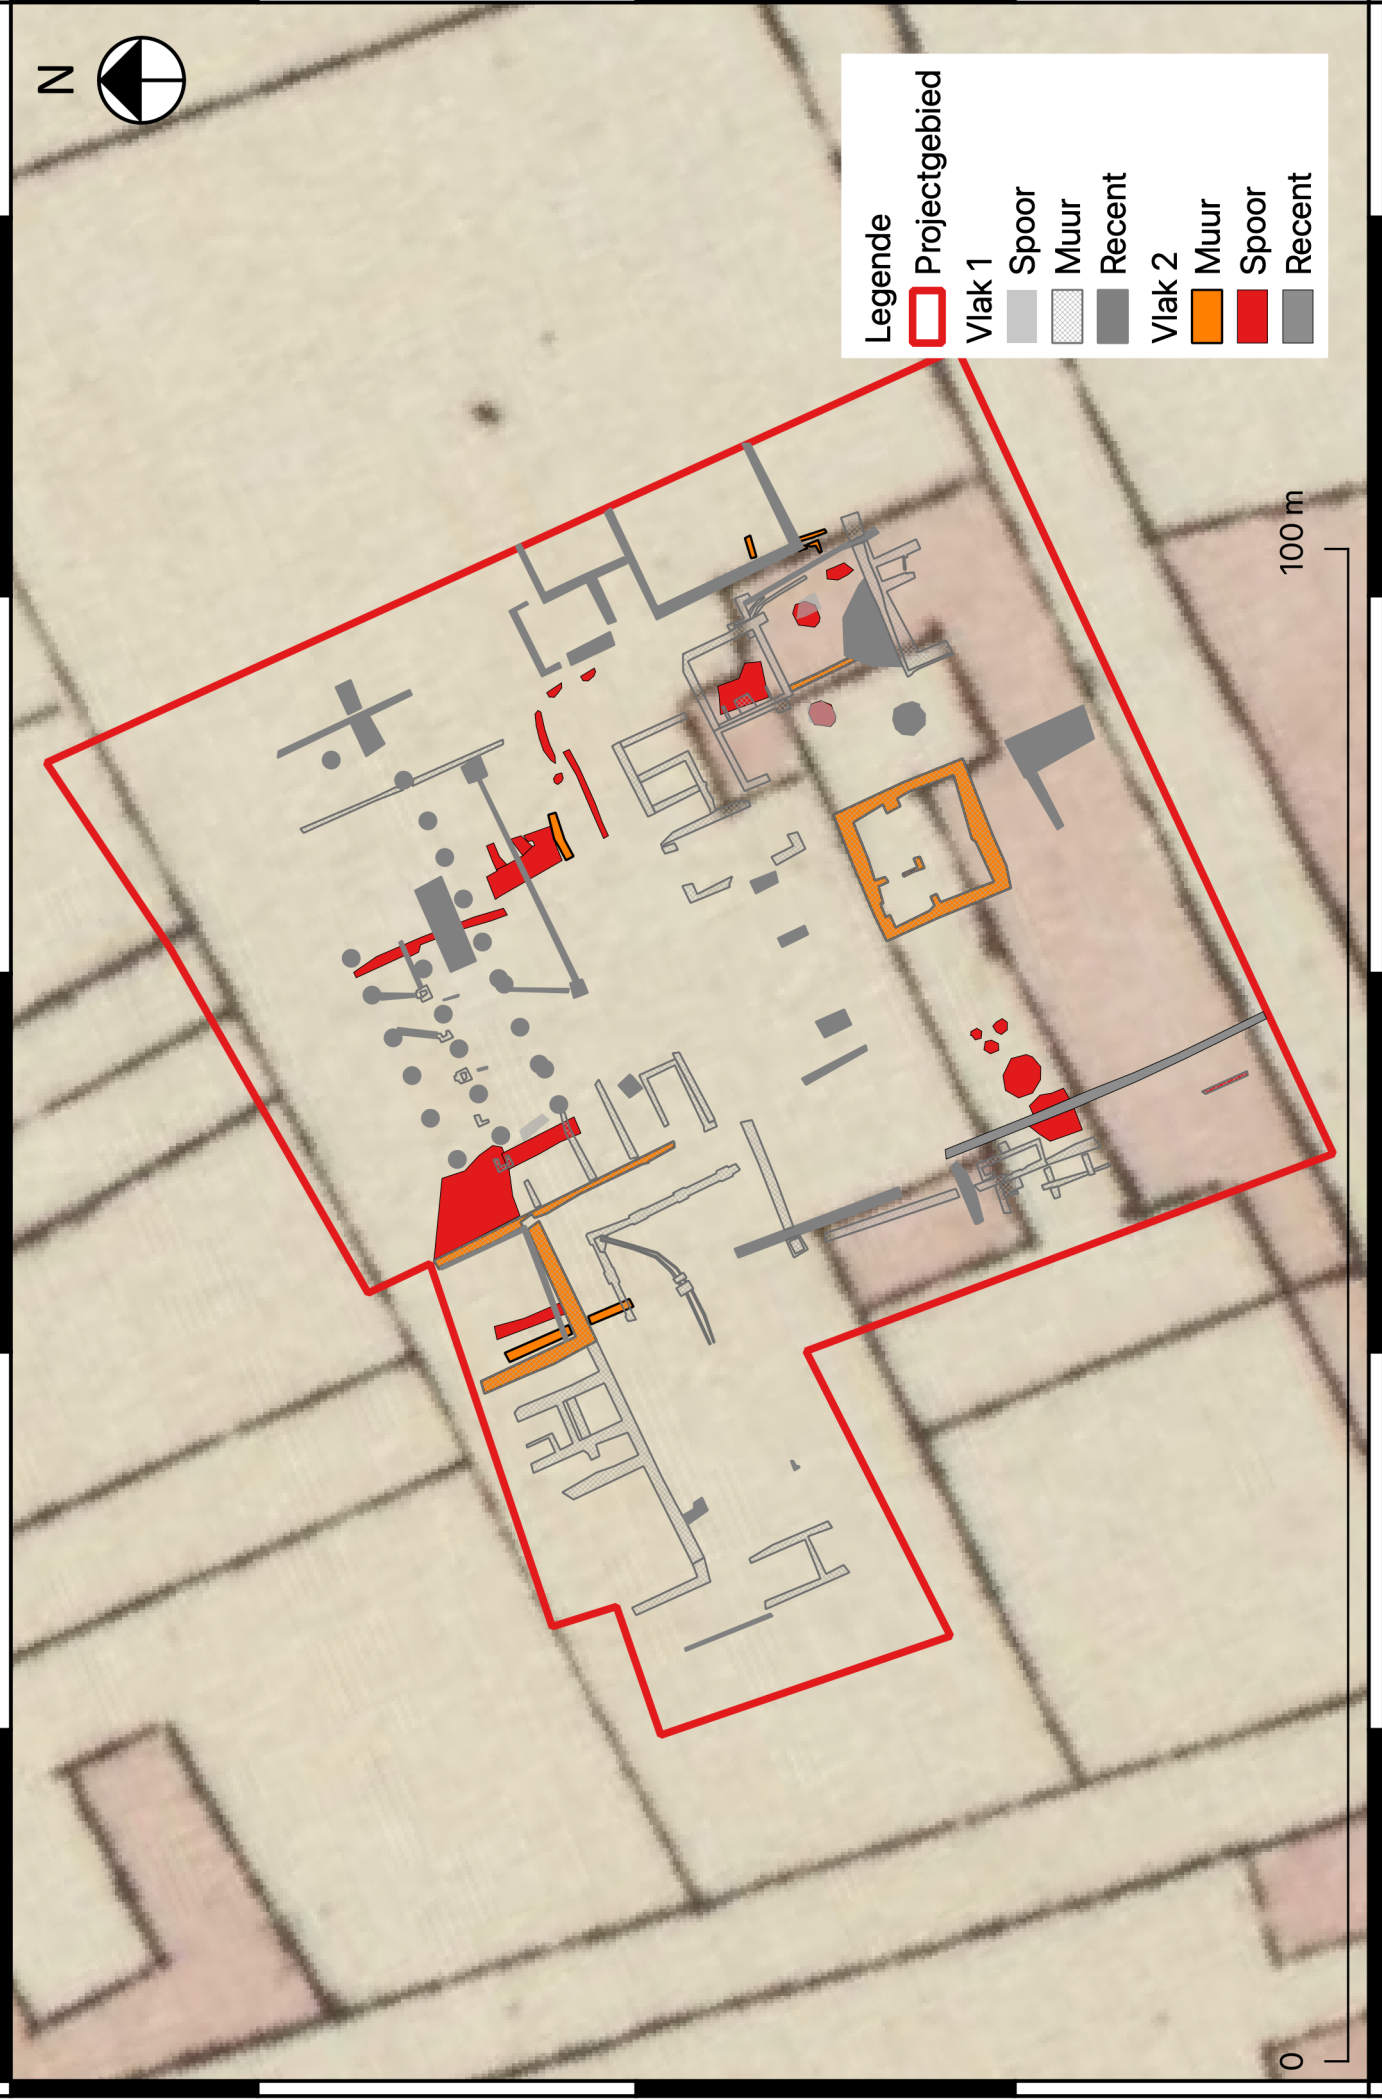 N
Legende
Projectgebied
Vlak 1
Spoor
Muur
Recent
Vlak 2
Muur
Spoor
Recent
0
100 m